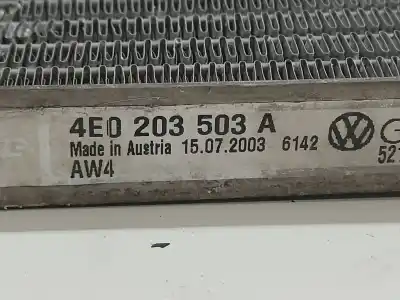 4E0 203 503 A
Made in Austria 15.07.2003 6142
AW4